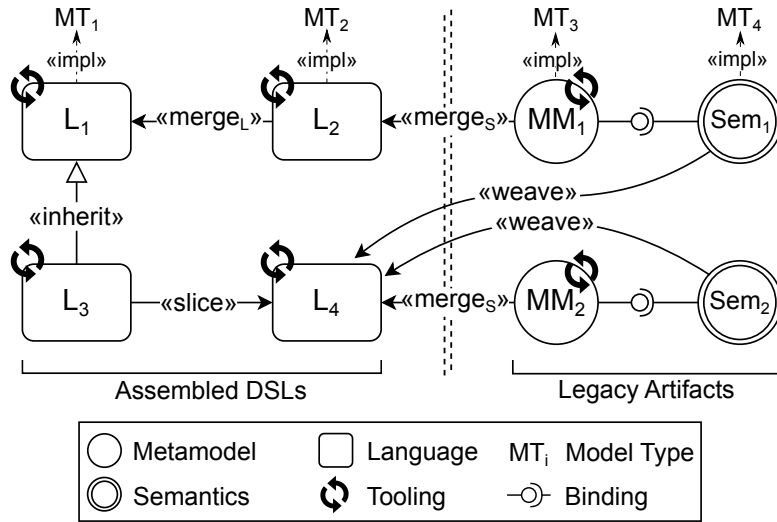 MT₁ MT₂ MT₃ MT₄
«impl» «impl» «impl» «impl»
L₁ «mergeL» L₂ «mergeS» MM₁ Sem₁
«weave»
«inherit» «weave»
L₃ «slice» L₄ «mergeS» MM₂ Sem₂
Assembled DSLs Legacy Artifacts
Metamodel Language MTᵢ Model Type
Semantics Tooling Binding